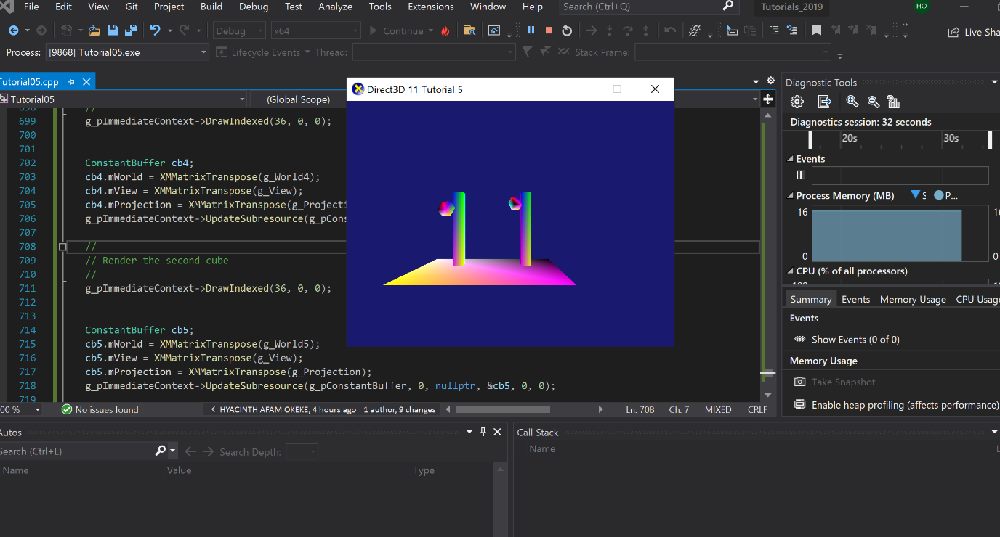 File Edit View Git Project Build Debug Test Analyze Tools Extensions Window Help Search (Ctrl+Q) Tutorials_2019 HO
Debug x64 Continue Live Sha
Process: [9868] Tutorial05.exe Lifecycle Events Thread: Stack Frame:
Tutorial05.cpp
Tutorial05 (Global Scope)
698 //
699 g_pImmediateContext->DrawIndexed(36, 0, 0);
700
701
702 ConstantBuffer cb4;
703 cb4.mWorld = XMMatrixTranspose(g_World4);
704 cb4.mView = XMMatrixTranspose(g_View);
705 cb4.mProjection = XMMatrixTranspose(g_Projecti
706 g_pImmediateContext->UpdateSubresource(g_pCons
707
708 //
709 // Render the second cube
710 //
711 g_pImmediateContext->DrawIndexed(36, 0, 0);
712
713
714 ConstantBuffer cb5;
715 cb5.mWorld = XMMatrixTranspose(g_World5);
716 cb5.mView = XMMatrixTranspose(g_View);
717 cb5.mProjection = XMMatrixTranspose(g_Projection);
718 g_pImmediateContext->UpdateSubresource(g_pConstantBuffer, 0, nullptr, &cb5, 0, 0);
719
Direct3D 11 Tutorial 5
00 % No issues found HYACINTH AFAM OKEKE, 4 hours ago | 1 author, 9 changes Ln: 708 Ch: 7 MIXED CRLF
Diagnostic Tools
Diagnostics session: 32 seconds
20s 30s
Events
Process Memory (MB) S P...
16 16
0 0
CPU (% of all processors)
100
Summary Events Memory Usage CPU Usage
Events
Show Events (0 of 0)
Memory Usage
Take Snapshot
Enable heap profiling (affects performance)
Autos
Search (Ctrl+E) Search Depth:
Name Value Type
Call Stack
Name L